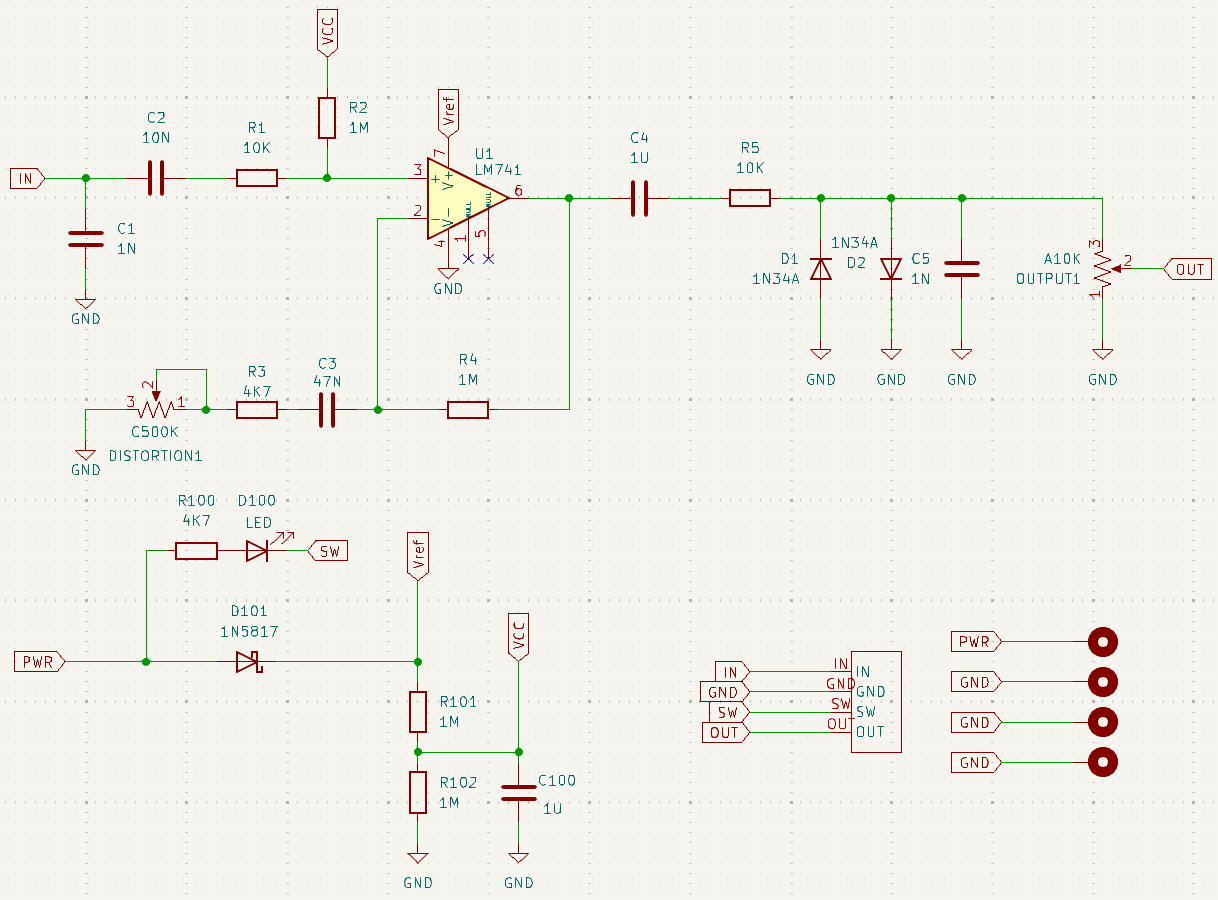 VCC
C2
10N
R1
10K
R2
1M
Vref
7
U1
LM741
IN
3
+
V+
2
-
V-
NULL
NULL
6
4
1
5
GND
C1
1N
GND
C4
1U
R5
10K
D1
1N34A
1N34A
D2
C5
1N
A10K
OUTPUT1
3
2
1
OUT
GND
GND
GND
GND
R3
4K7
C3
47N
R4
1M
3
2
1
C500K
DISTORTION1
GND
R100
4K7
D100
LED
SW
D101
1N5817
PWR
Vref
VCC
R101
1M
R102
1M
C100
1U
GND
GND
IN
IN
IN
GND
GND
GND
SW
SW
SW
OUT
OUT
OUT
PWR
GND
GND
GND